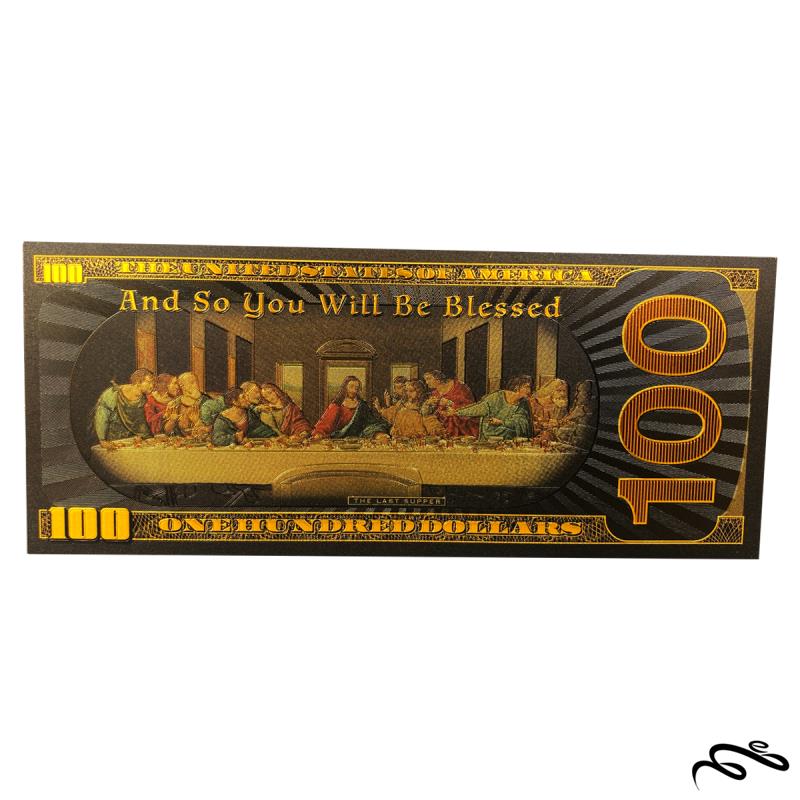 100 THE UNITED STATES OF AMERICA
And So You Will Be Blessed
100
THE LAST SUPPER
100 ONE HUNDRED DOLLARS